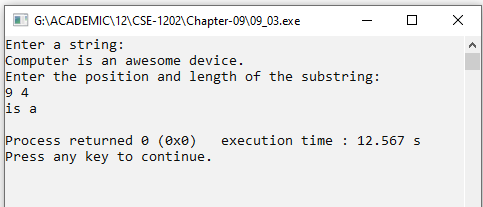 G:\ACADEMIC\12\CSE-1202\Chapter-09\09_03.exe
Enter a string:
Computer is an awesome device.
Enter the position and length of the substring:
9 4
is a
Process returned 0 (0x0)   execution time : 12.567 s
Press any key to continue.